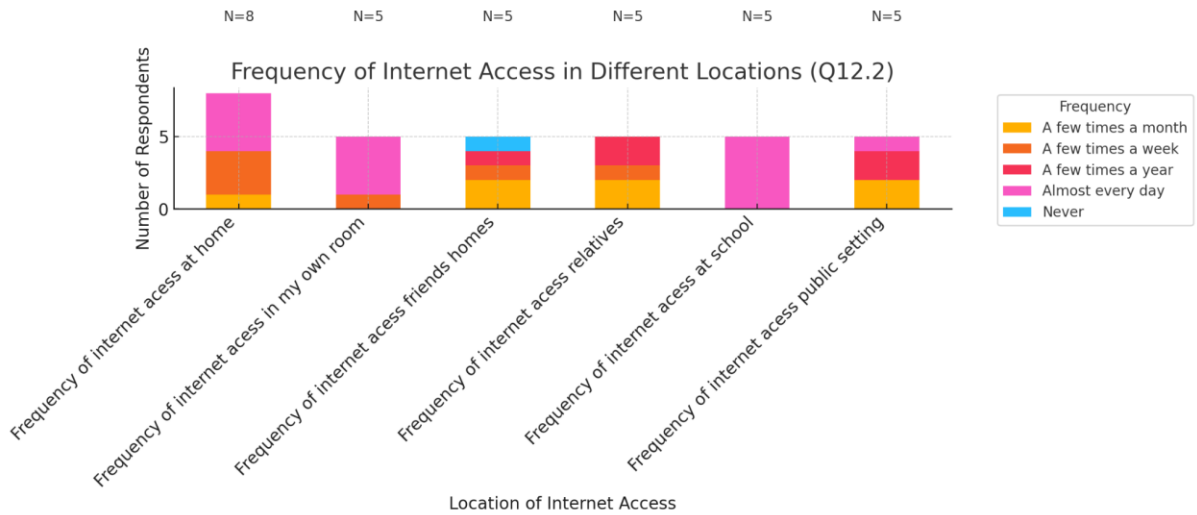 N=8 N=5 N=5 N=5 N=5 N=5
Frequency of Internet Access in Different Locations (Q12.2)
Number of Respondents
5
0
Frequency of internet acess at home
Frequency of internet acess in my own room
Frequency of internet acess friends homes
Frequency of internet acess relatives
Frequency of internet acess at school
Frequency of internet acess public setting
Location of Internet Access
Frequency
A few times a month
A few times a week
A few times a year
Almost every day
Never